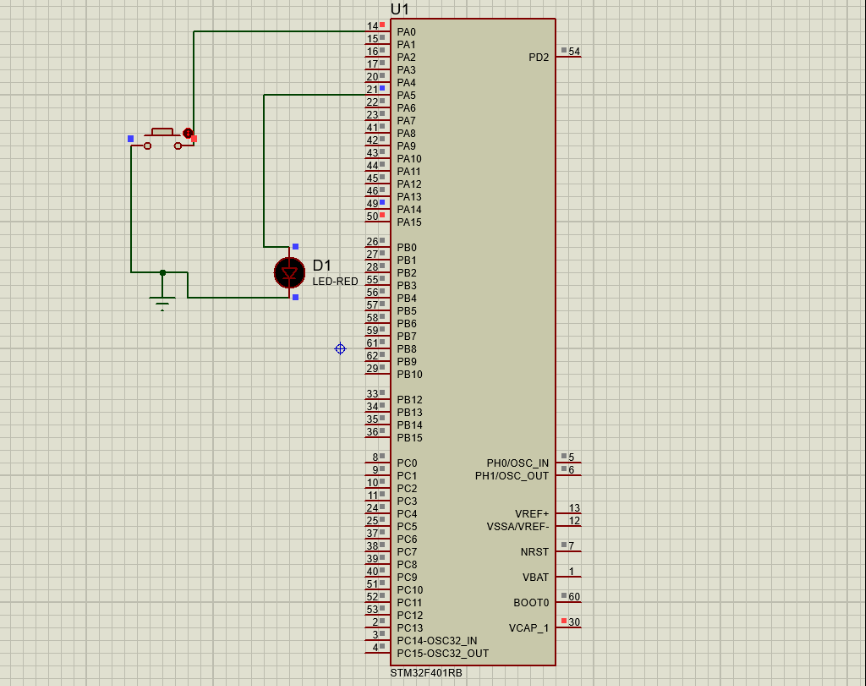 U1
14 PA0
15 PA1
16 PA2 PD2 54
17 PA3
20 PA4
21 PA5
22 PA6
23 PA7
41 PA8
42 PA9
43 PA10
44 PA11
45 PA12
46 PA13
49 PA14
50 PA15
26 PB0
27 PB1
28 PB2
55 PB3
56 PB4
57 PB5
58 PB6
59 PB7
61 PB8
62 PB9
29 PB10
D1
LED-RED
33 PB12
34 PB13
35 PB14
36 PB15
8 PC0 PH0/OSC_IN 5
9 PC1 PH1/OSC_OUT 6
10 PC2
11 PC3
24 PC4 VREF+ 13
25 PC5 VSSA/VREF- 12
37 PC6
38 PC7 NRST 7
39 PC8
40 PC9 VBAT 1
51 PC10
52 PC11 BOOT0 60
53 PC12
2 PC13 VCAP_1 30
3 PC14-OSC32_IN
4 PC15-OSC32_OUT
STM32F401RB